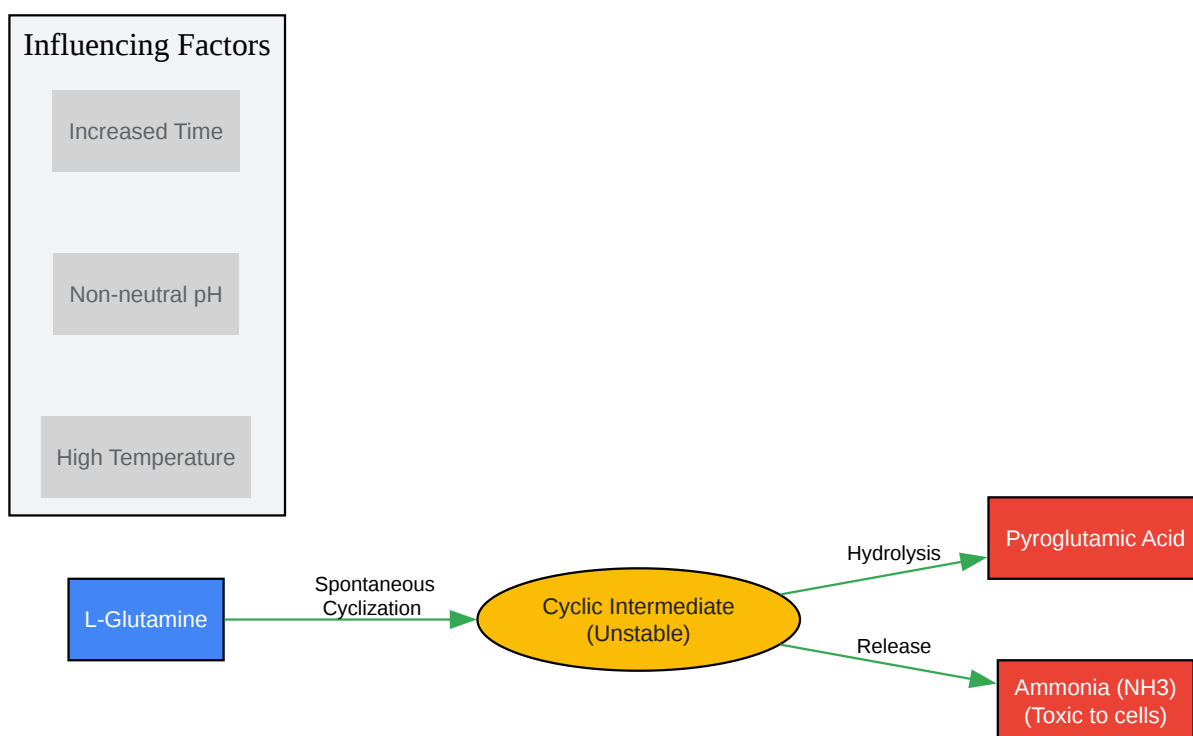 Influencing Factors
Increased Time
Non-neutral pH
High Temperature
L-Glutamine
Spontaneous
Cyclization
Cyclic Intermediate
(Unstable)
Hydrolysis
Pyroglutamic Acid
Release
Ammonia (NH3)
(Toxic to cells)